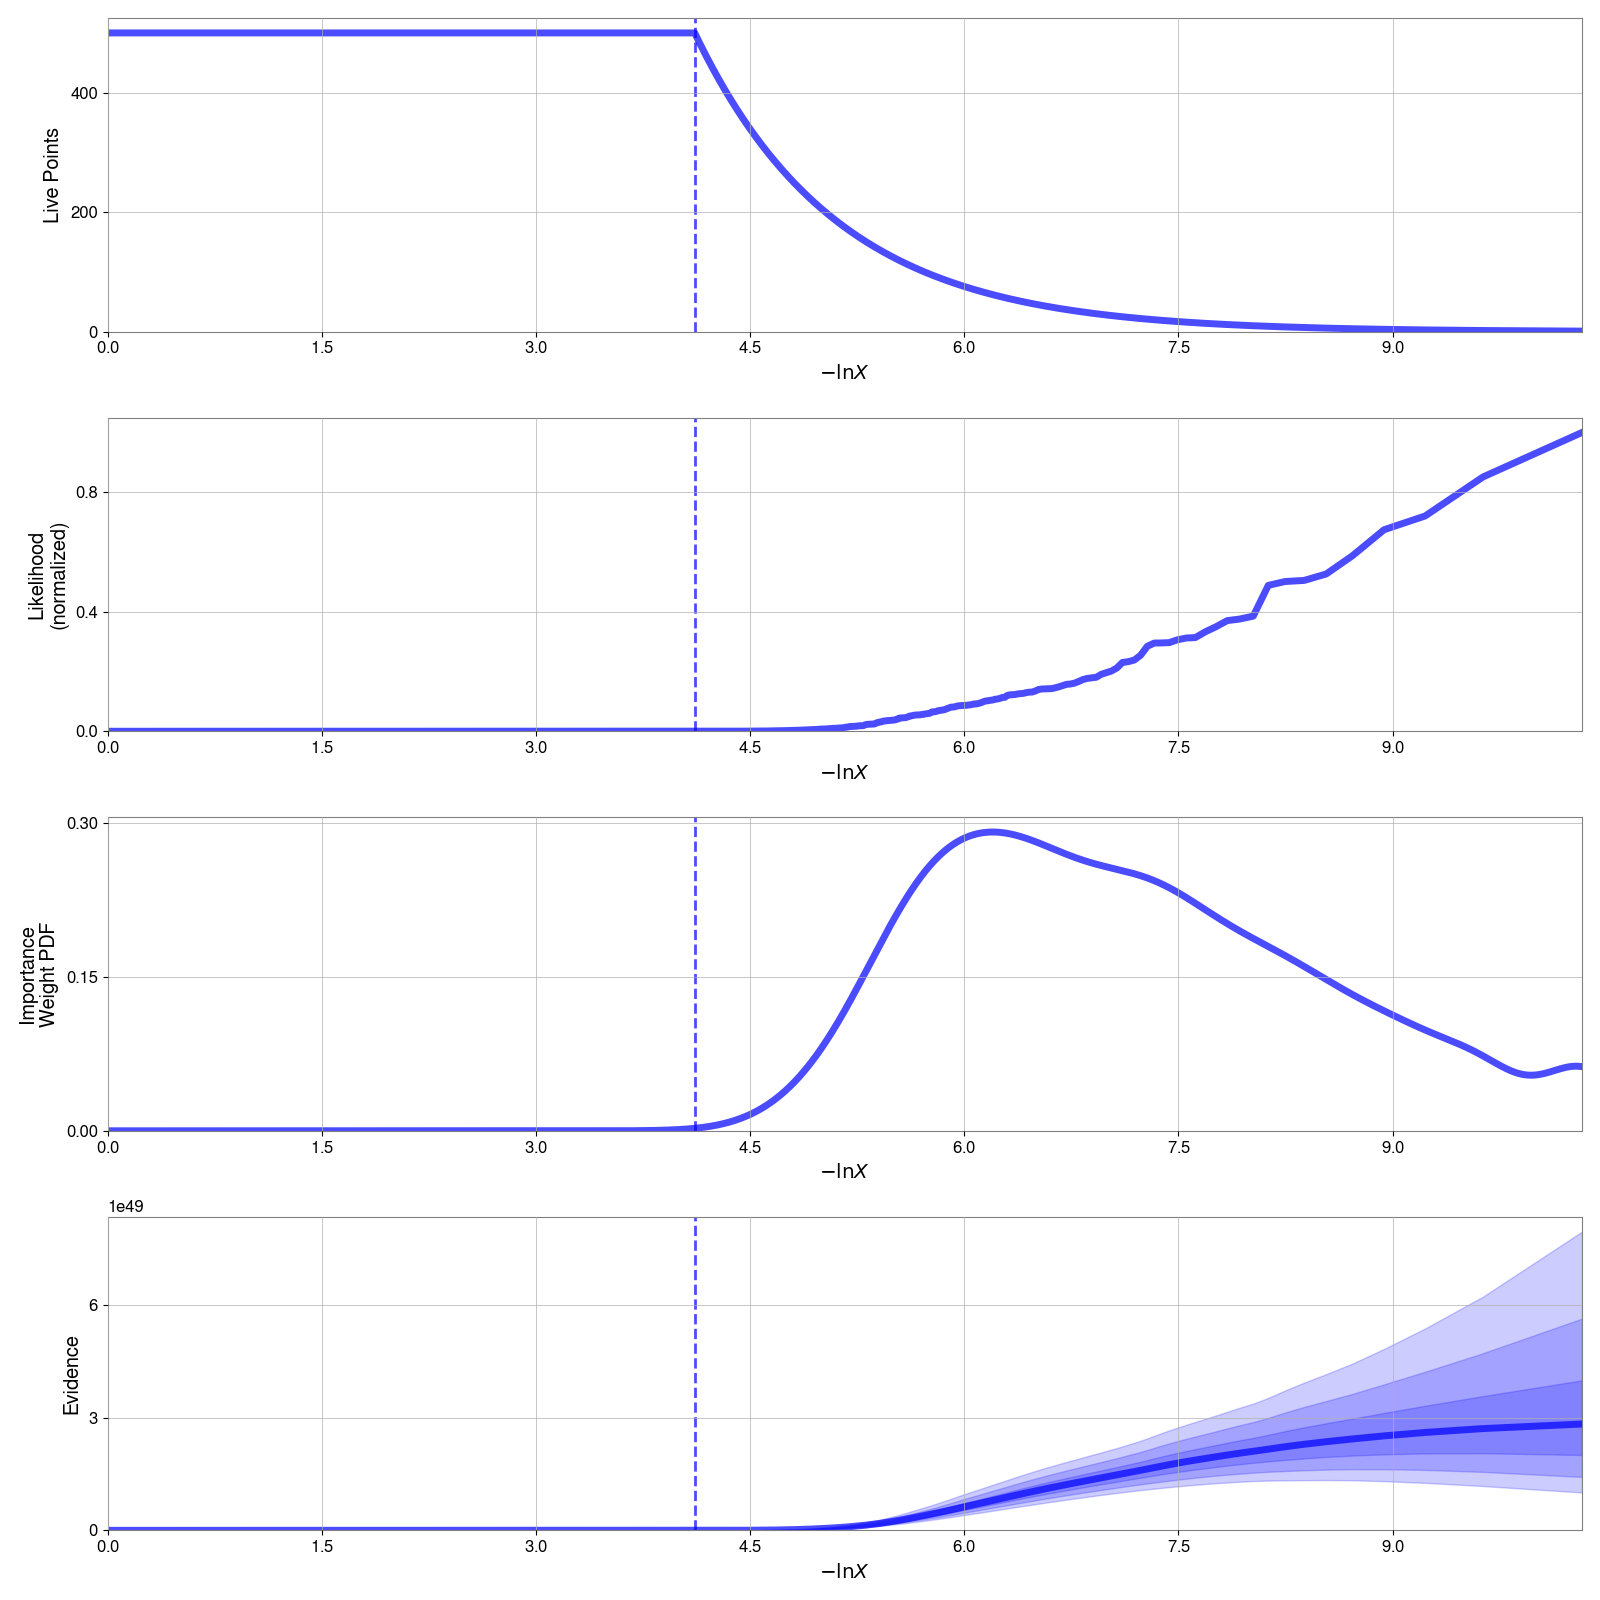 400
200
0
Live Points
0.0 1.5 3.0 4.5 6.0 7.5 9.0
−lnX
0.8
0.4
0.0
Likelihood
(normalized)
0.0 1.5 3.0 4.5 6.0 7.5 9.0
−lnX
0.30
0.15
0.00
Importance
Weight PDF
0.0 1.5 3.0 4.5 6.0 7.5 9.0
−lnX
1e49
6
3
0
Evidence
0.0 1.5 3.0 4.5 6.0 7.5 9.0
−lnX